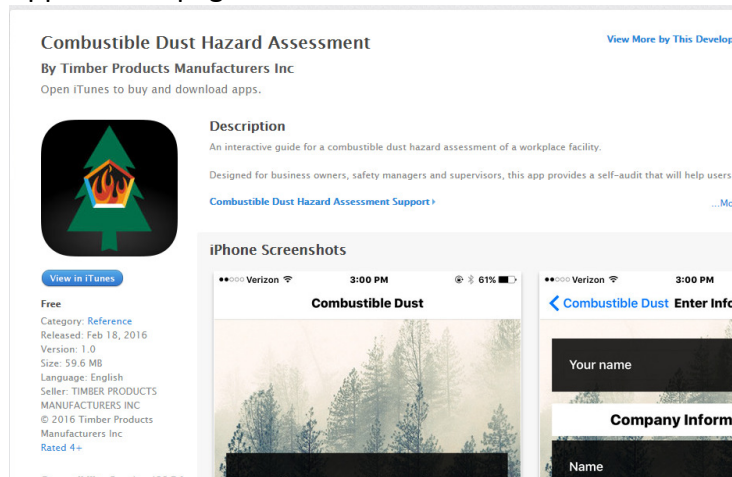 Combustible Dust Hazard Assessment
View More by This Develop
By Timber Products Manufacturers Inc
Open iTunes to buy and download apps.
Description
An interactive guide for a combustible dust hazard assessment of a workplace facility.
Designed for business owners, safety managers and supervisors, this app provides a self-audit that will help users
Combustible Dust Hazard Assessment Support
...Mo
View in iTunes
Free
Category: Reference
Released: Feb 18, 2016
Version: 1.0
Size: 59.6 MB
Language: English
Seller: TIMBER PRODUCTS
MANUFACTURERS INC
© 2016 Timber Products
Manufacturers Inc
Rated 4+
iPhone Screenshots
Verizon 3:00 PM 61%
Combustible Dust
Verizon 3:00 PM
Combustible Dust Enter Info
Your name
Company Inform
Name